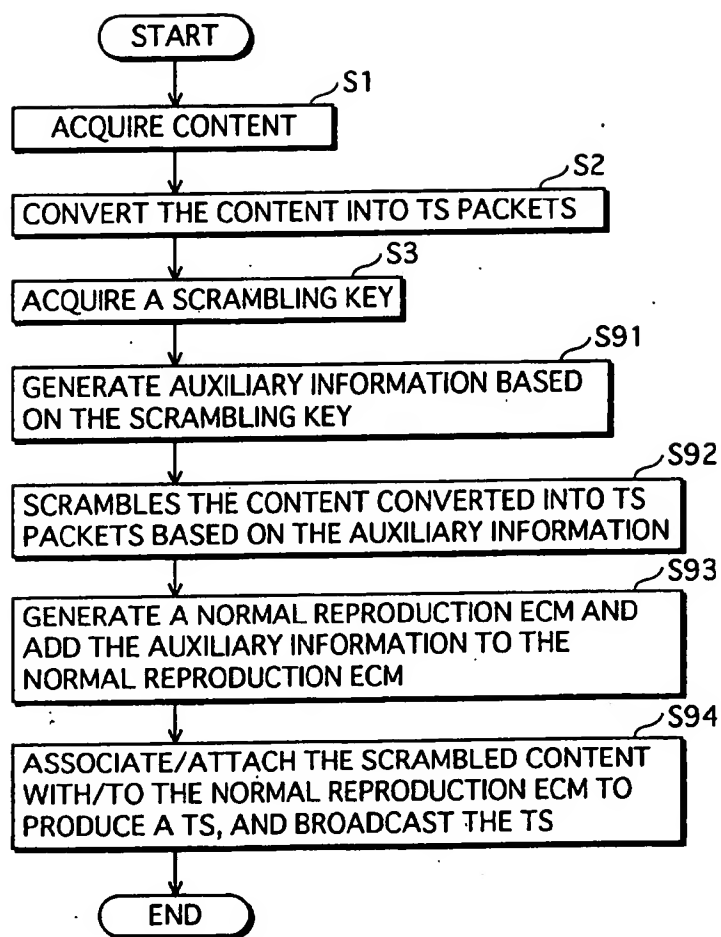 START
S1
ACQUIRE CONTENT
S2
CONVERT THE CONTENT INTO TS PACKETS
S3
ACQUIRE A SCRAMBLING KEY
S91
GENERATE AUXILIARY INFORMATION BASED
ON THE SCRAMBLING KEY
S92
SCRAMBLES THE CONTENT CONVERTED INTO TS
PACKETS BASED ON THE AUXILIARY INFORMATION
S93
GENERATE A NORMAL REPRODUCTION ECM AND
ADD THE AUXILIARY INFORMATION TO THE
NORMAL REPRODUCTION ECM
S94
ASSOCIATE/ATTACH THE SCRAMBLED CONTENT
WITH/TO THE NORMAL REPRODUCTION ECM TO
PRODUCE A TS, AND BROADCAST THE TS
END